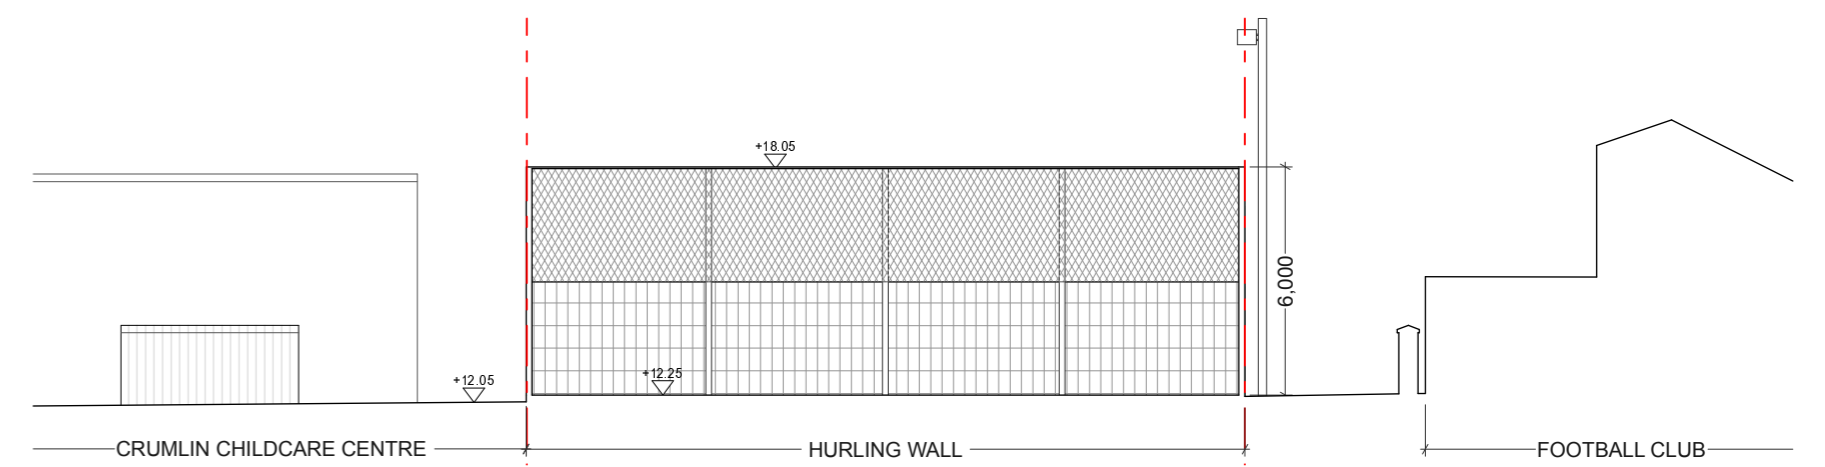 +18.05
6,000
+12.25
+12.05
CRUMLIN CHILDCARE CENTRE
HURLING WALL
FOOTBALL CLUB